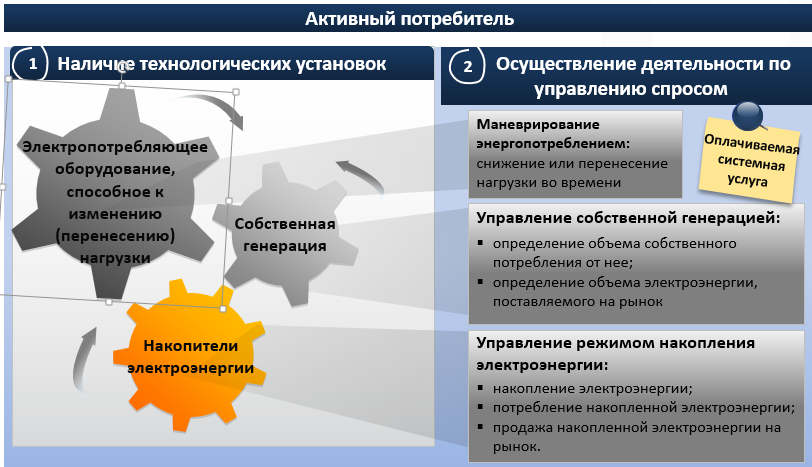 Активный потребитель
1 Наличие технологических установок
Электропотребляющее
оборудование,
способное к
изменению
(перенесению)
нагрузки
Собственная
генерация
Накопители
электроэнергии
2 Осуществление деятельности по
управлению спросом
Маневрирование
энергопотреблением:
снижение или перенесение
нагрузки во времени
Оплачиваемая
системная
услуга
Управление собственной генерацией:
▪ определение объема собственного
потребления от нее;
▪ определение объема электроэнергии,
поставляемого на рынок
Управление режимом накопления
электроэнергии:
▪ накопление электроэнергии;
▪ потребление накопленной электроэнергии;
▪ продажа накопленной электроэнергии на
рынок.